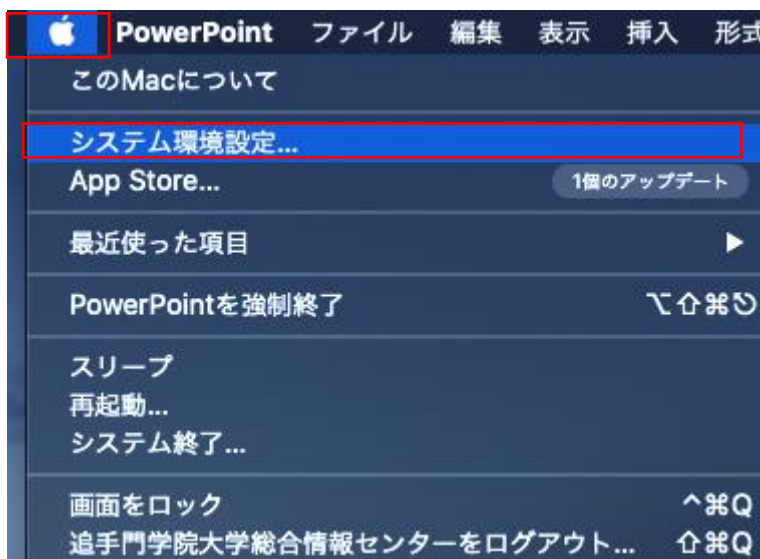 PowerPoint ファイル 編集 表示 挿入 形式
このMacについて
システム環境設定...
App Store... 1個のアップデート
最近使った項目 ▶
PowerPointを強制終了 ⌥⇧⌘⎋
スリープ
再起動...
システム終了...
画面をロック ^⌘Q
追手門学院大学総合情報センターをログアウト... ⇧⌘Q